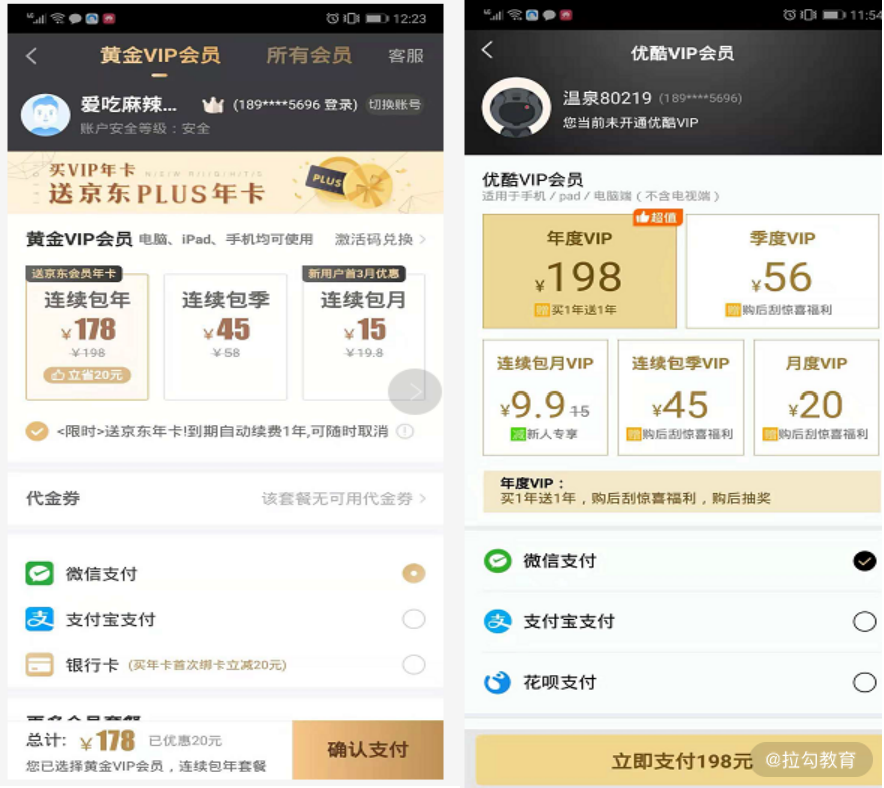 12:23
黄金VIP会员 所有会员 客服
爱吃麻辣... (189****5696 登录) 切换账号
账户安全等级：安全
买VIP年卡
送京东PLUS年卡
PLUS
黄金VIP会员 电脑、iPad、手机均可使用 激活码兑换 >
送京东会员年卡
连续包年
¥178
¥198
立省20元
连续包季
¥45
¥58
新用户首3月优惠
连续包月
¥15
¥19.8
<限时>送京东年卡!到期自动续费1年,可随时取消
代金券 该套餐无可用代金券 >
微信支付
支付宝支付
银行卡 (买年卡首次绑卡立减20元)
总计: ¥178 已优惠20元
您已选择黄金VIP会员，连续包年套餐
确认支付
11:54
优酷VIP会员
温泉80219 (189****5696)
您当前未开通优酷VIP
优酷VIP会员
适用于手机 / pad / 电脑端（不含电视端）
超值
年度VIP
¥198
赠买1年送1年
季度VIP
¥56
赠购后刮惊喜福利
连续包月VIP
¥9.9 15
减新人专享
连续包季VIP
¥45
赠购后刮惊喜福利
月度VIP
¥20
赠购后刮惊喜福利
年度VIP：
买1年送1年，购后刮惊喜福利，购后抽奖
微信支付
支付宝支付
花呗支付
立即支付198元
@拉勾教育